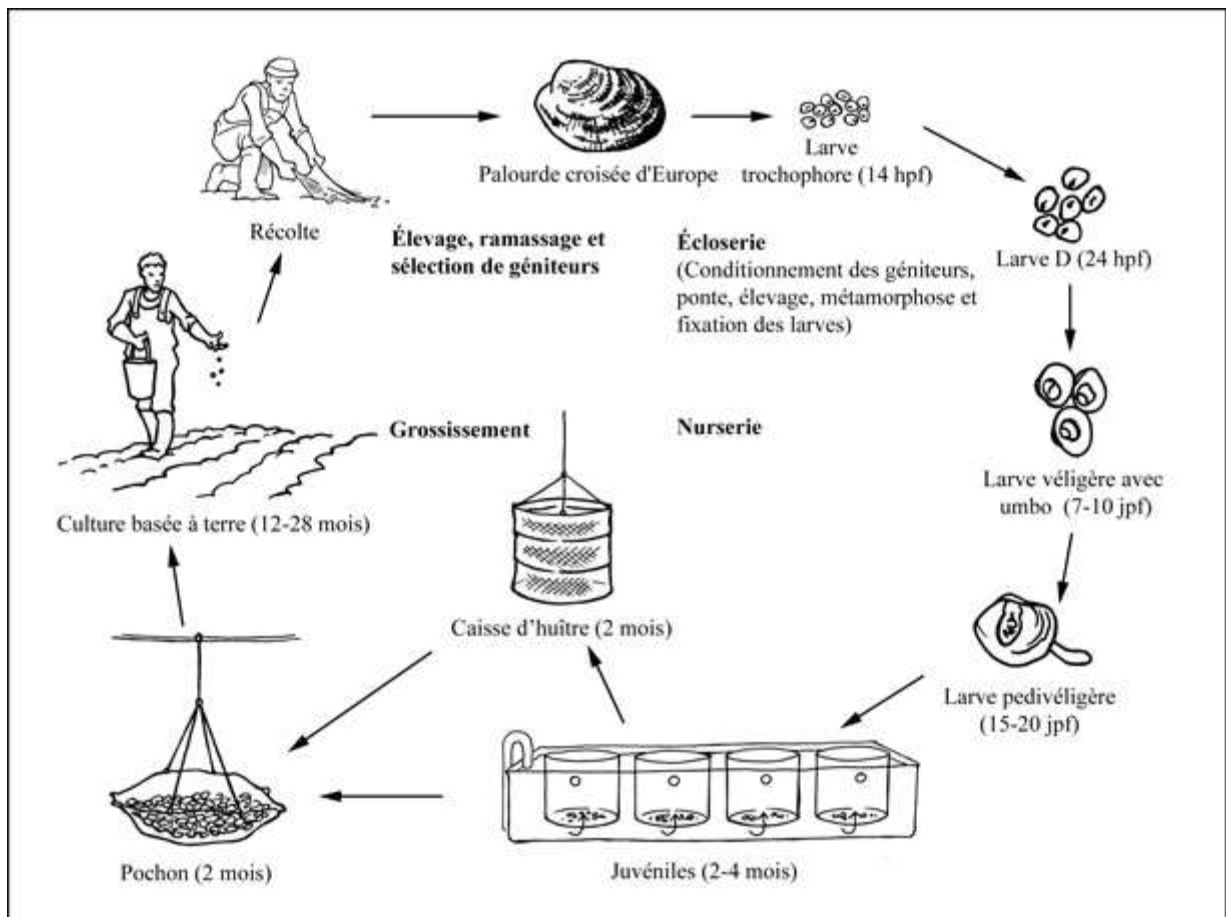 Palourde croisée d'Europe
Larve
trochophore (14 hpf)
Récolte
Élevage, ramassage et
sélection de géniteurs
Écloserie
(Conditionnement des géniteurs,
ponte, élevage, métamorphose et
fixation des larves)
Larve D (24 hpf)
Grossissement
Nurserie
Larve véligère avec
umbo (7-10 jpf)
Culture basée à terre (12-28 mois)
Caisse d'huître (2 mois)
Larve pedivéligère
(15-20 jpf)
Pochon (2 mois)
Juvéniles (2-4 mois)